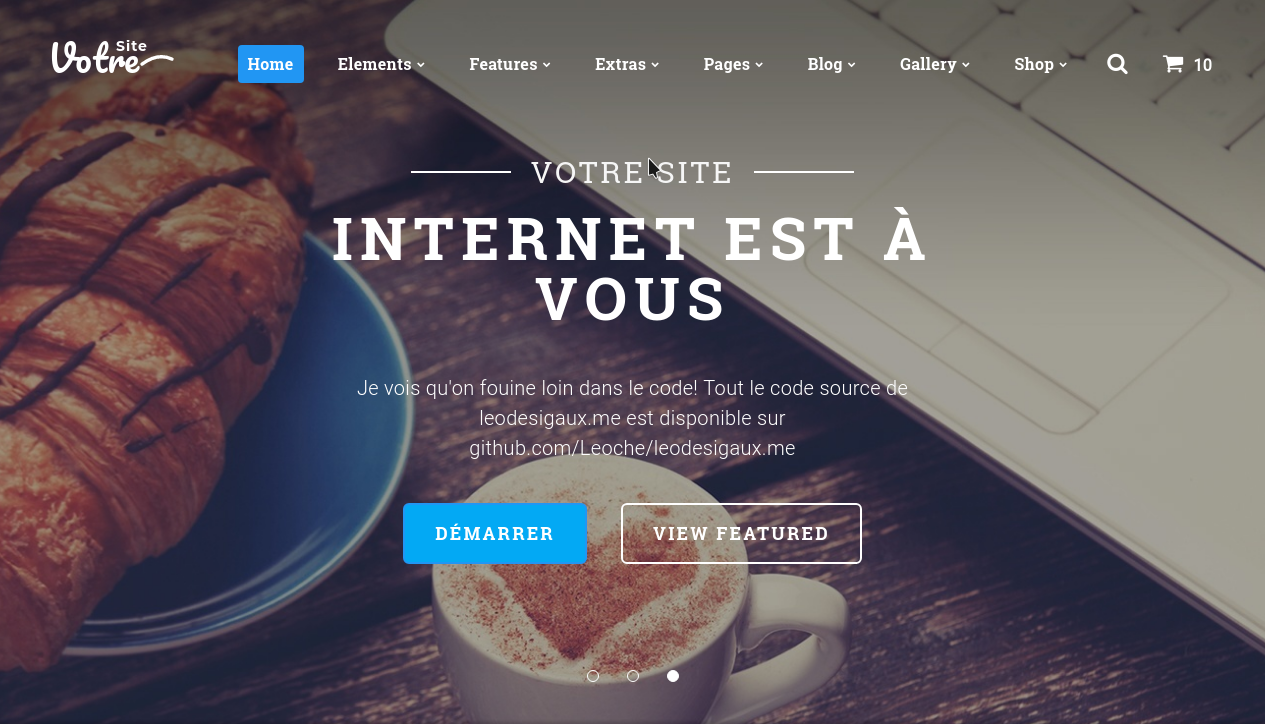 Votre Site
Home Elements Features Extras Pages Blog Gallery Shop 10
VOTRE SITE
INTERNET EST À
VOUS
Je vois qu'on fouine loin dans le code! Tout le code source de
leodesigaux.me est disponible sur
github.com/Leoche/leodesigaux.me
DÉMARRER VIEW FEATURED